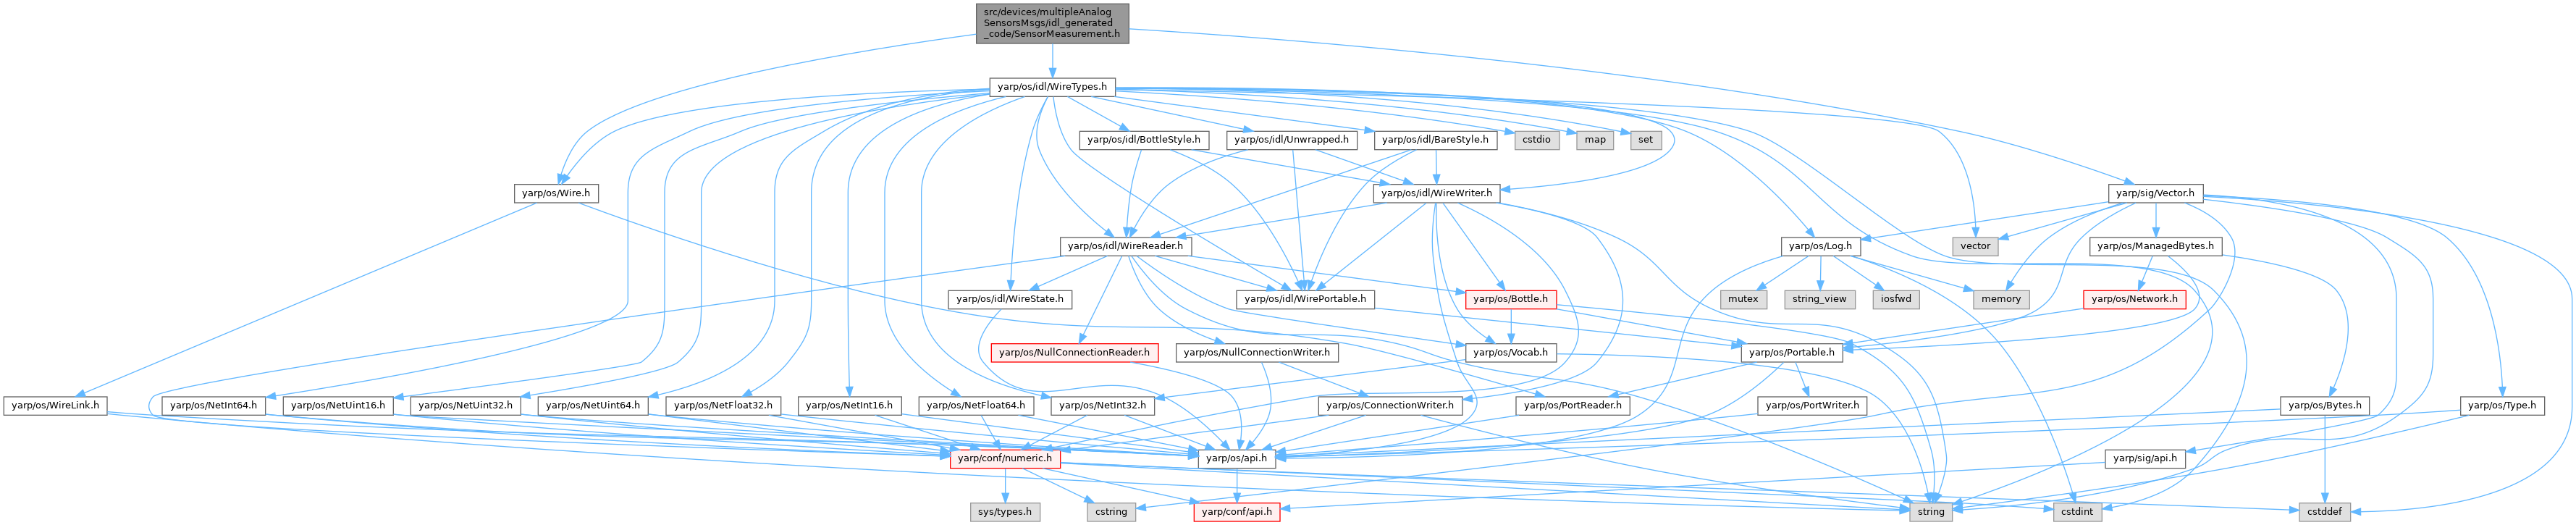 src/devices/multipleAnalog
SensorsMsgs/idl_generated
_code/SensorMeasurement.h
yarp/os/idl/WireTypes.h
yarp/os/idl/BottleStyle.h
yarp/os/idl/Unwrapped.h
yarp/os/idl/BareStyle.h
cstdio
map
set
yarp/os/Wire.h
yarp/os/idl/WireWriter.h
yarp/sig/Vector.h
yarp/os/idl/WireReader.h
yarp/os/Log.h
vector
yarp/os/ManagedBytes.h
yarp/os/idl/WireState.h
yarp/os/idl/WirePortable.h
yarp/os/Bottle.h
mutex
string_view
iosfwd
memory
yarp/os/Network.h
yarp/os/NullConnectionReader.h
yarp/os/NullConnectionWriter.h
yarp/os/Vocab.h
yarp/os/Portable.h
yarp/os/WireLink.h
yarp/os/NetInt64.h
yarp/os/NetUint16.h
yarp/os/NetUint32.h
yarp/os/NetUint64.h
yarp/os/NetFloat32.h
yarp/os/NetInt16.h
yarp/os/NetFloat64.h
yarp/os/NetInt32.h
yarp/os/ConnectionWriter.h
yarp/os/PortReader.h
yarp/os/PortWriter.h
yarp/os/Bytes.h
yarp/os/Type.h
yarp/conf/numeric.h
yarp/os/api.h
yarp/sig/api.h
sys/types.h
cstring
yarp/conf/api.h
string
cstdint
cstddef